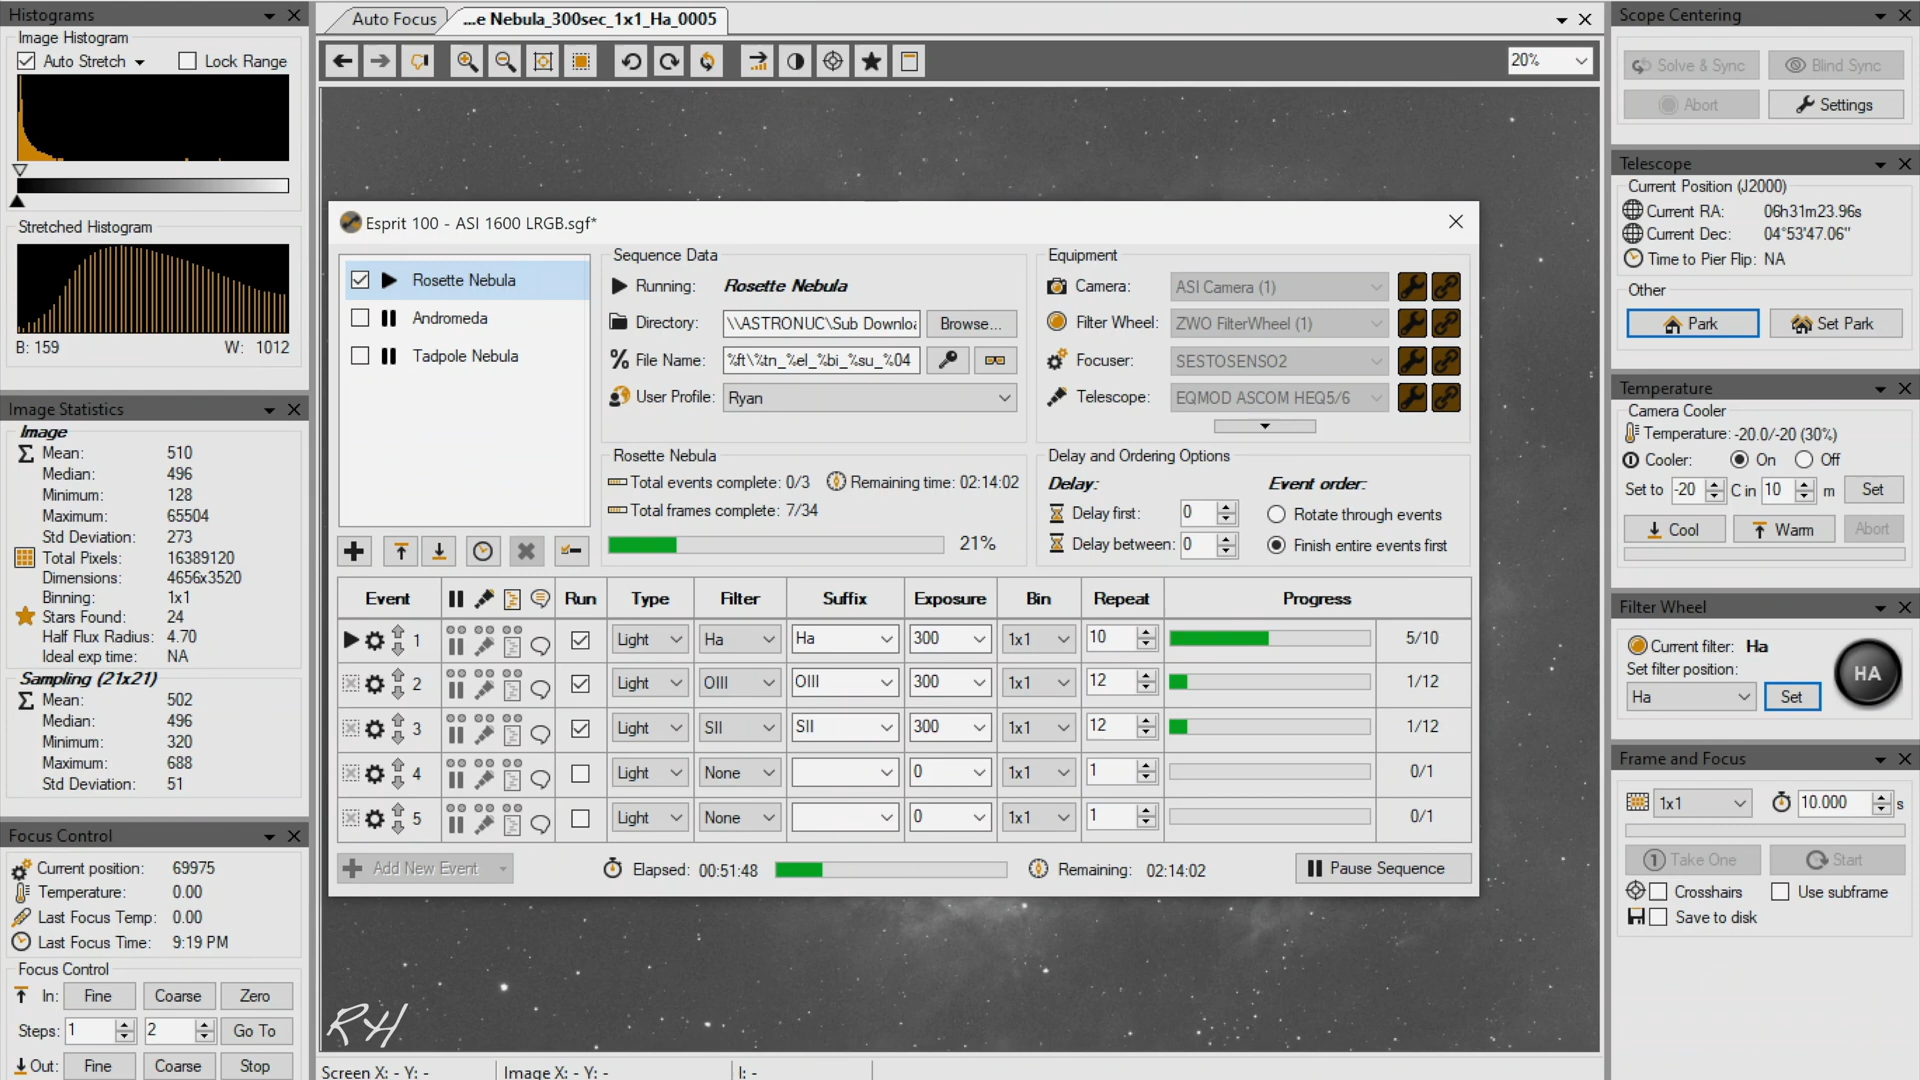 Histograms
Image Histogram
Auto Stretch
Lock Range
Stretched Histogram
B: 159 W: 1012
Image Statistics
Image
Mean: 510
Median: 496
Minimum: 128
Maximum: 65504
Std Deviation: 273
Total Pixels: 16389120
Dimensions: 4656x3520
Binning: 1x1
Stars Found: 24
Half Flux Radius: 4.70
Ideal exp time: NA
Sampling (21x21)
Mean: 502
Median: 496
Minimum: 320
Maximum: 688
Std Deviation: 51
Focus Control
Current position: 69975
Temperature: 0.00
Last Focus Temp: 0.00
Last Focus Time: 9:19 PM
Focus Control
In: Fine Coarse Zero
Steps: 1 2 Go To
Out: Fine Coarse Stop
Auto Focus
...e Nebula_300sec_1x1_Ha_0005
20%
Esprit 100 - ASI 1600 LRGB.sgf*
Rosette Nebula
Andromeda
Tadpole Nebula
Sequence Data
Running: Rosette Nebula
Directory: \\ASTRONUC\Sub Downloa Browse...
File Name: %ft\%tn_%el_%bi_%su_%04
User Profile: Ryan
Equipment
Camera: ASI Camera (1)
Filter Wheel: ZWO FilterWheel (1)
Focuser: SESTOSENSO2
Telescope: EQMOD ASCOM HEQ5/6
Rosette Nebula
Total events complete: 0/3 Remaining time: 02:14:02
Total frames complete: 7/34
21%
Delay and Ordering Options
Delay: Event order:
Delay first: 0 Rotate through events
Delay between: 0 Finish entire events first
Event Run Type Filter Suffix Exposure Bin Repeat Progress
1 Light Ha Ha 300 1x1 10 5/10
2 Light OIII OIII 300 1x1 12 1/12
3 Light SII SII 300 1x1 12 1/12
4 Light None 0 1x1 1 0/1
5 Light None 0 1x1 1 0/1
Add New Event Elapsed: 00:51:48 Remaining: 02:14:02 Pause Sequence
RH
Screen X: - Y: - Image X: - Y: - I: -
Scope Centering
Solve & Sync Blind Sync
Abort Settings
Telescope
Current Position (J2000)
Current RA: 06h31m23.96s
Current Dec: 04°53'47.06"
Time to Pier Flip: NA
Other
Park Set Park
Temperature
Camera Cooler
Temperature: -20.0/-20 (30%)
Cooler: On Off
Set to -20 C in 10 m Set
Cool Warm Abort
Filter Wheel
Current filter: Ha
Set filter position:
Ha Set
HA
Frame and Focus
1x1 10.000 s
Take One Start
Crosshairs Use subframe
Save to disk